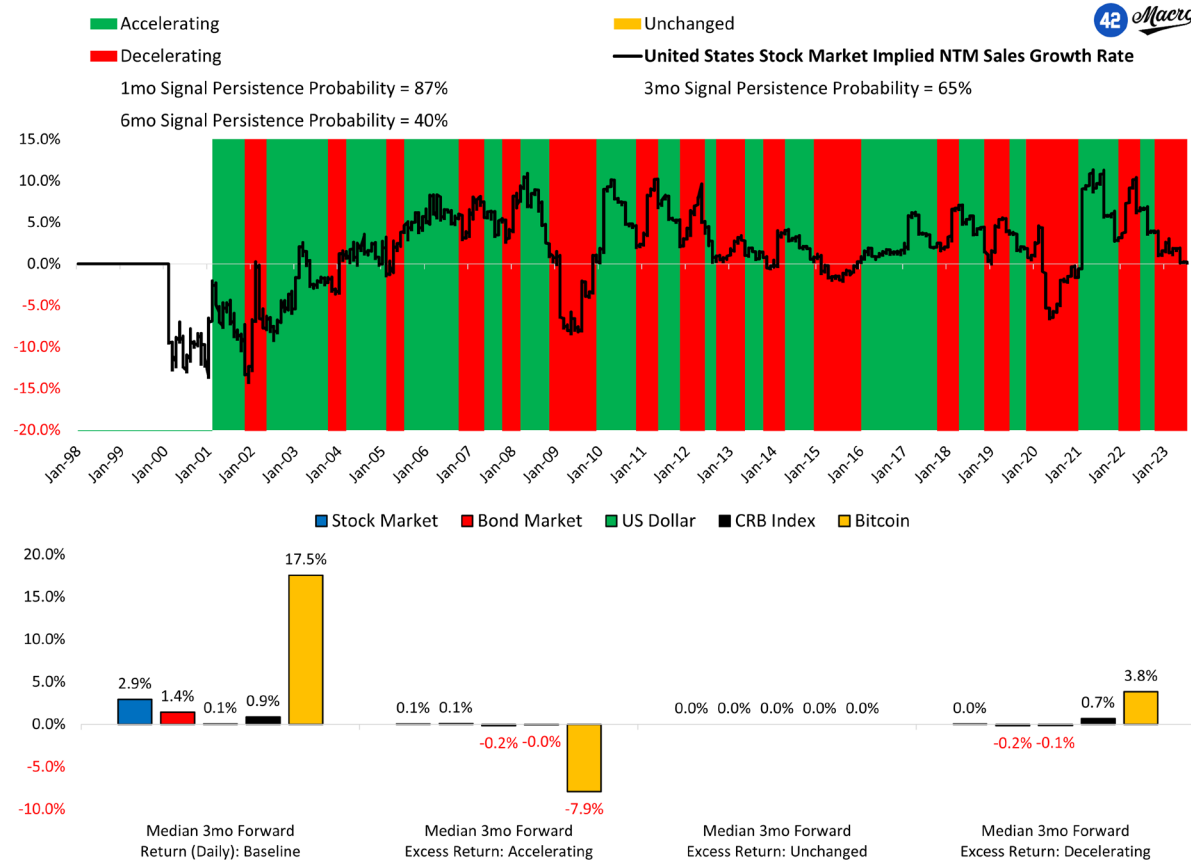 Accelerating
Unchanged
42 Macro
Decelerating
United States Stock Market Implied NTM Sales Growth Rate
1mo Signal Persistence Probability = 87%
3mo Signal Persistence Probability = 65%
6mo Signal Persistence Probability = 40%
15.0%
10.0%
5.0%
0.0%
-5.0%
-10.0%
-15.0%
-20.0%
Jan-98 Jan-99 Jan-00 Jan-01 Jan-02 Jan-03 Jan-04 Jan-05 Jan-06 Jan-07 Jan-08 Jan-09 Jan-10 Jan-11 Jan-12 Jan-13 Jan-14 Jan-15 Jan-16 Jan-17 Jan-18 Jan-19 Jan-20 Jan-21 Jan-22 Jan-23
Stock Market Bond Market US Dollar CRB Index Bitcoin
20.0%
15.0%
10.0%
5.0%
0.0%
-5.0%
-10.0%
2.9% 1.4% 0.1% 0.9% 17.5%
0.1% 0.1% -0.2% -0.0% -7.9%
0.0% 0.0% 0.0% 0.0% 0.0%
0.0% -0.2% -0.1% 0.7% 3.8%
Median 3mo Forward
Return (Daily): Baseline
Median 3mo Forward
Excess Return: Accelerating
Median 3mo Forward
Excess Return: Unchanged
Median 3mo Forward
Excess Return: Decelerating